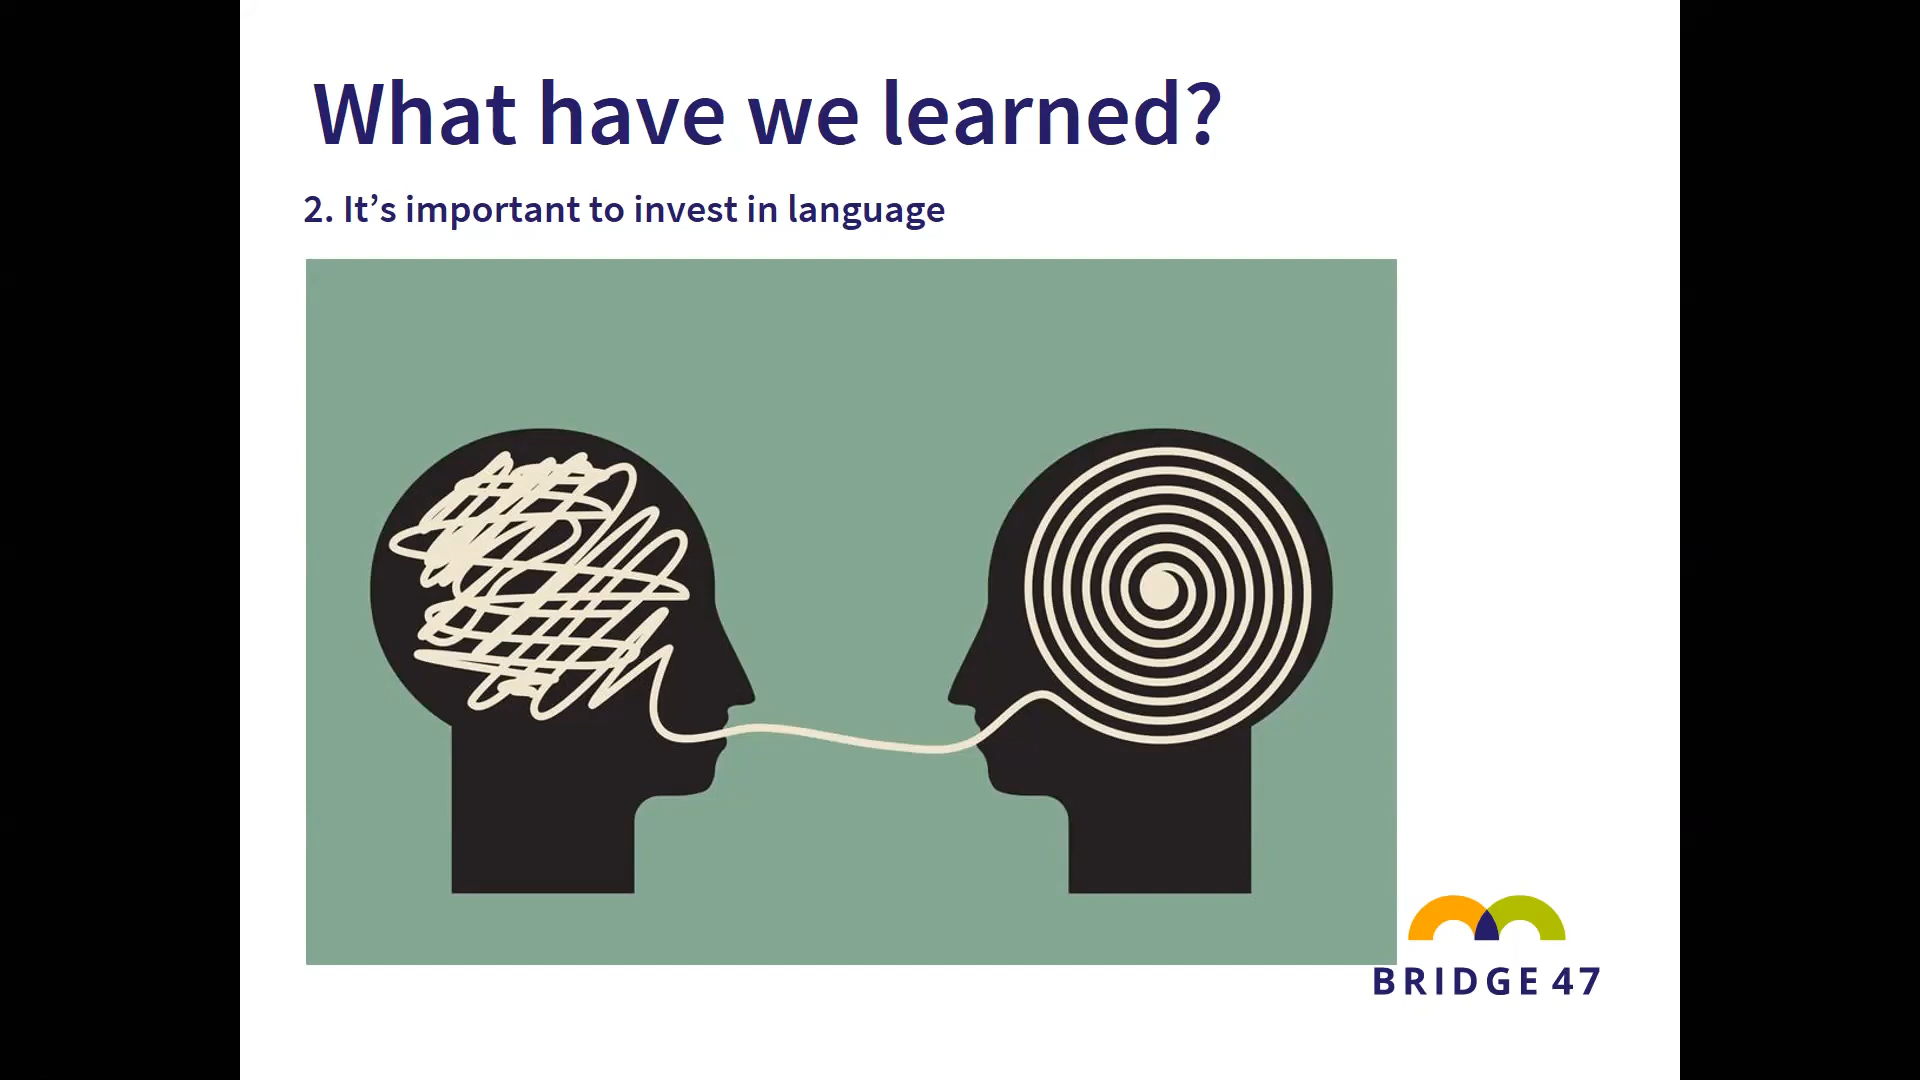 What have we learned?
2. It’s important to invest in language
BRIDGE 47